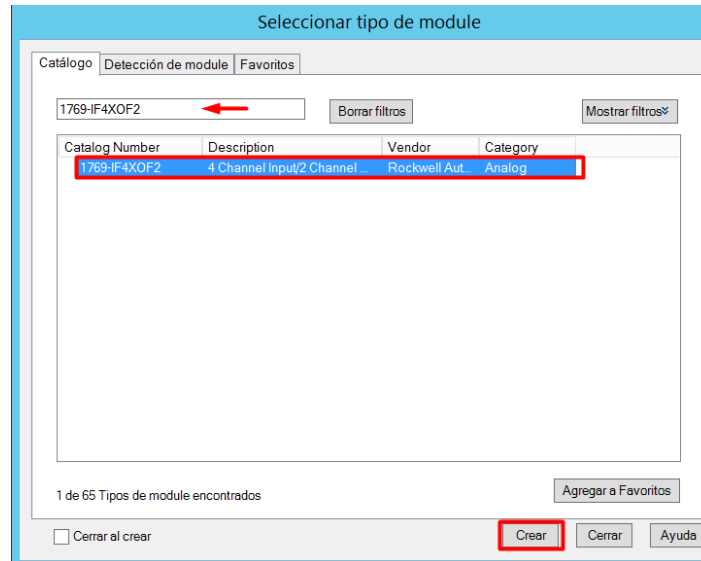 Seleccionar tipo de module
Catálogo Detección de module Favoritos
1769-IF4XOF2 Borrar filtros Mostrar filtros
Catalog Number Description Vendor Category
1769-IF4XOF2 4 Channel Input/2 Channel ... Rockwell Aut... Analog
1 de 65 Tipos de module encontrados Agregar a Favoritos
Cerrar al crear Crear Cerrar Ayuda